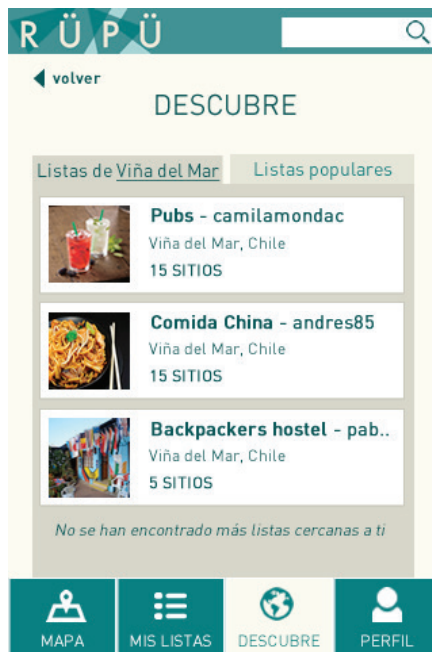 RÜPÜ
volver
DESCUBRE
Listas de Viña del Mar
Listas populares
Pubs - camilamondac
Viña del Mar, Chile
15 SITIOS
Comida China - andres85
Viña del Mar, Chile
15 SITIOS
Backpackers hostel - pab..
Viña del Mar, Chile
5 SITIOS
No se han encontrado más listas cercanas a ti
MAPA
MIS LISTAS
DESCUBRE
PERFIL